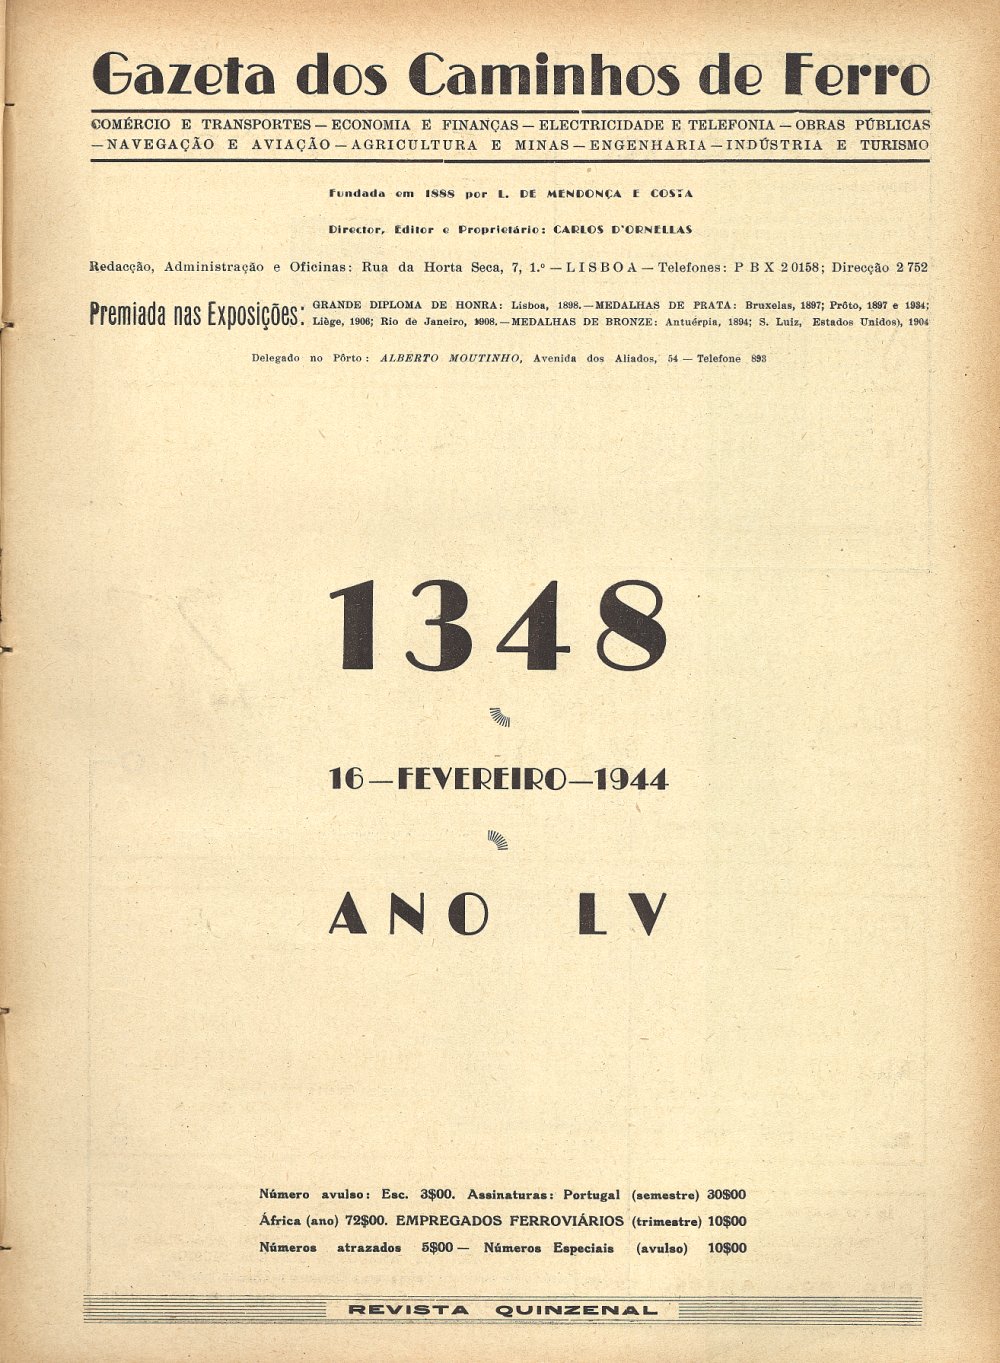 Gazeta dos Caminhos de Ferro
COMÉRCIO E TRANSPORTES — ECONOMIA E FINANÇAS — ELECTRICIDADE E TELEFONIA — OBRAS PÚBLICAS
— NAVEGAÇÃO E AVIAÇÃO — AGRICULTURA E MINAS — ENGENHARIA — INDÚSTRIA E TURISMO
Fundada em 1888 por L. DE MENDONÇA E COSTA
Director, Editor e Proprietário: CARLOS D'ORNELLAS
Redacção, Administração e Oficinas: Rua da Horta Seca, 7, 1.º — LISBOA — Telefones: P B X 20158; Direcção 2 752
Premiada nas Exposições:
GRANDE DIPLOMA DE HONRA: Lisboa, 1898. — MEDALHAS DE PRATA: Bruxelas, 1897; Prôto, 1897 e 1934;
Liège, 1906; Rio de Janeiro, 1908. — MEDALHAS DE BRONZE: Antuérpia, 1894; S. Luiz, Estados Unidos), 1904
Delegado no Pôrto: ALBERTO MOUTINHO, Avenida dos Aliados, 54 — Telefone 893
1348
16 — FEVEREIRO — 1944
ANO LV
Número avulso: Esc. 3$00. Assinaturas: Portugal (semestre) 30$00
África (ano) 72$00. EMPREGADOS FERROVIÁRIOS (trimestre) 10$00
Números atrazados 5$00 — Números Especiais (avulso) 10$00
REVISTA QUINZENAL